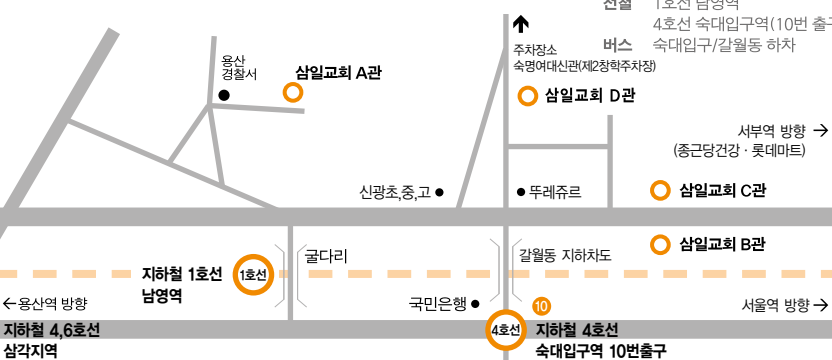 전철 1호선 남영역
4호선 숙대입구역(10번 출구
버스 숙대입구/갈월동 하차
주차장소
숙명여대신관(제2창학주차장)
용산
경찰서
삼일교회 A관
삼일교회 D관
서부역 방향
(종근당건강 · 롯데마트)
신광초,중,고
뚜레쥬르
삼일교회 C관
굴다리
갈월동 지하차도
삼일교회 B관
지하철 1호선
남영역
1호선
용산역 방향
국민은행
10
서울역 방향
지하철 4,6호선
삼각지역
4호선
지하철 4호선
숙대입구역 10번출구